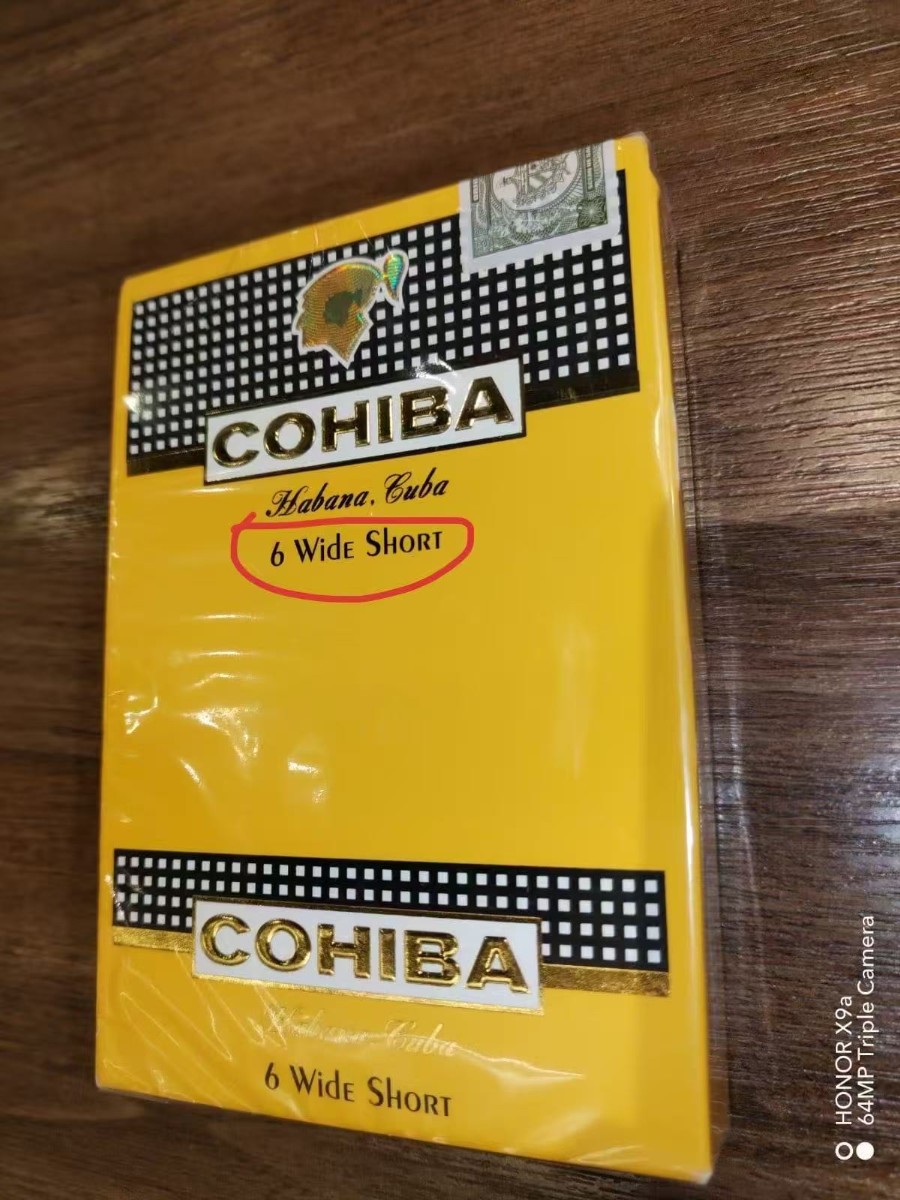 COHIBA
Habana, Cuba
6 Wide Short
COHIBA
Habana, Cuba
6 Wide Short
HONOR X9a
64MP Triple Camera